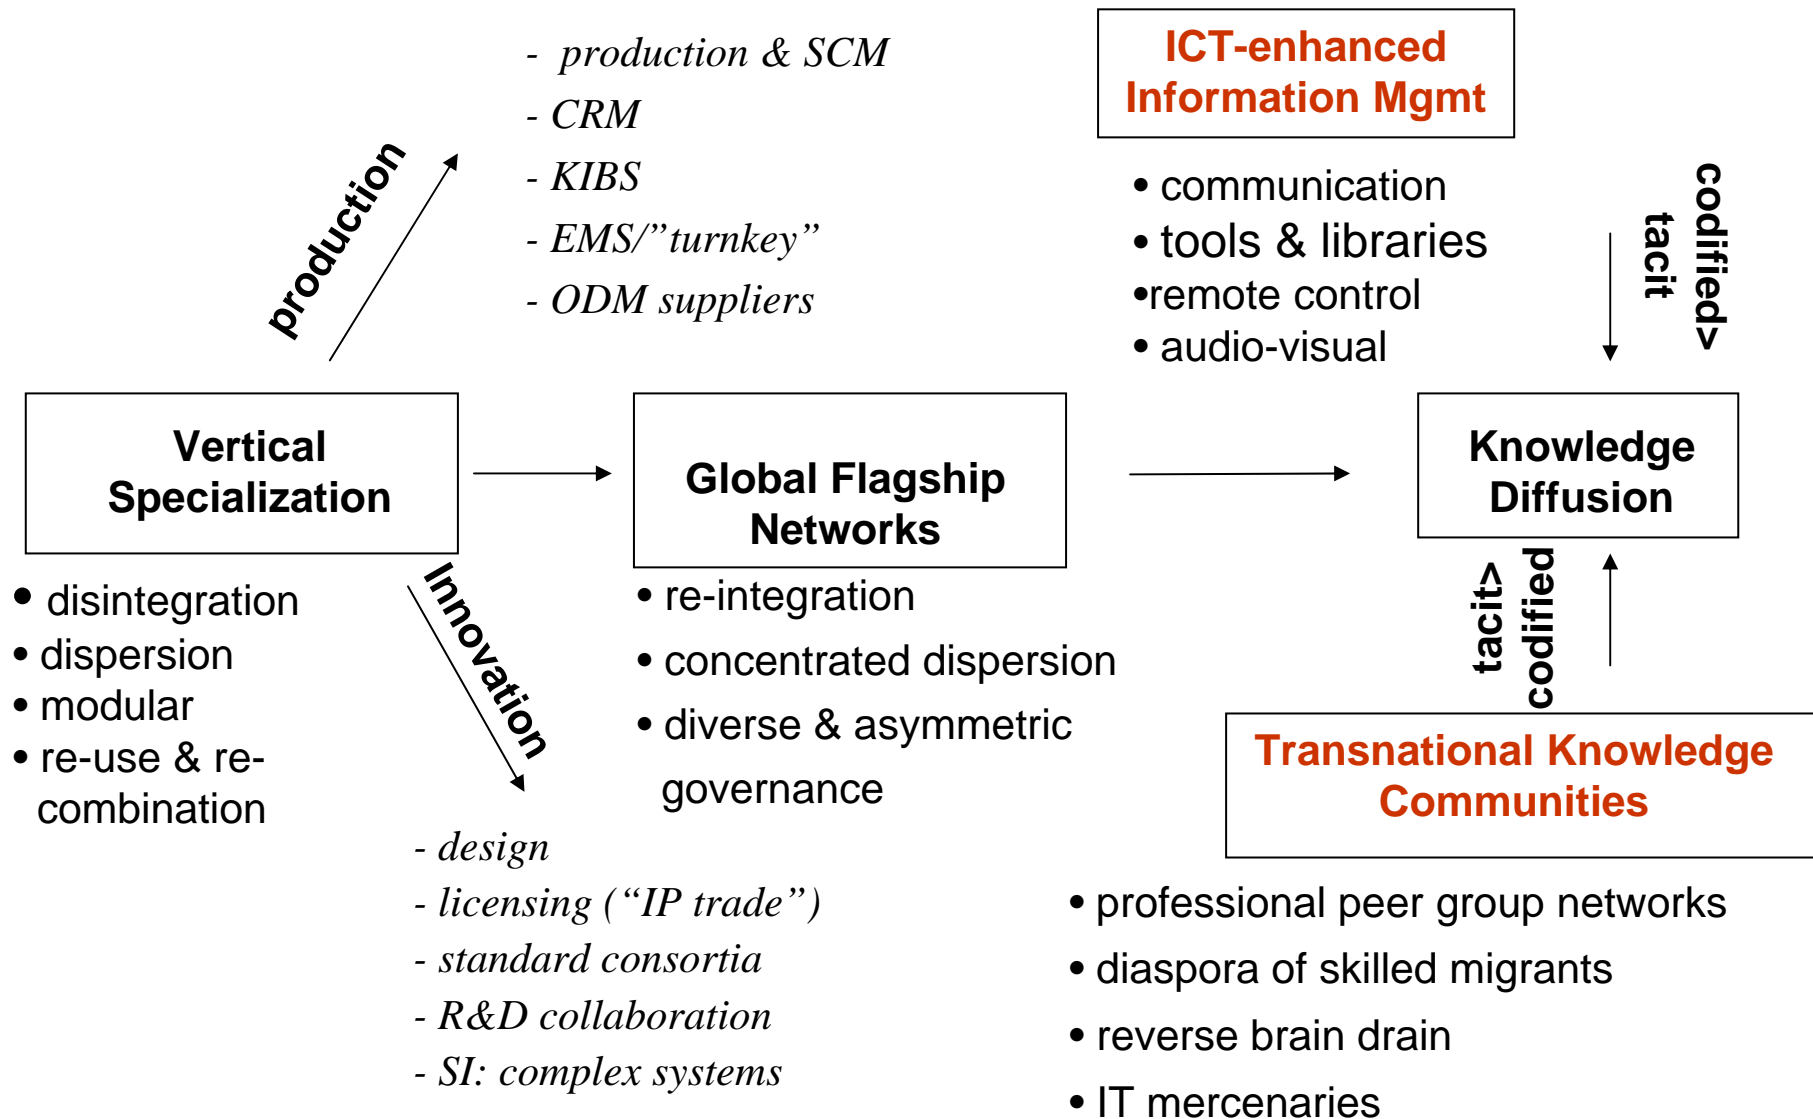 - production & SCM
- CRM
- KIBS
- EMS/”turnkey”
- ODM suppliers
production
ICT-enhanced
Information Mgmt
• communication
• tools & libraries
•remote control
• audio-visual
codified>
tacit
Vertical
Specialization
• disintegration
• dispersion
• modular
• re-use & re-
combination
Innovation
- design
- licensing (“IP trade”)
- standard consortia
- R&D collaboration
- SI: complex systems
Global Flagship
Networks
• re-integration
• concentrated dispersion
• diverse & asymmetric
governance
Knowledge
Diffusion
tacit>
codified
Transnational Knowledge
Communities
• professional peer group networks
• diaspora of skilled migrants
• reverse brain drain
• IT mercenaries